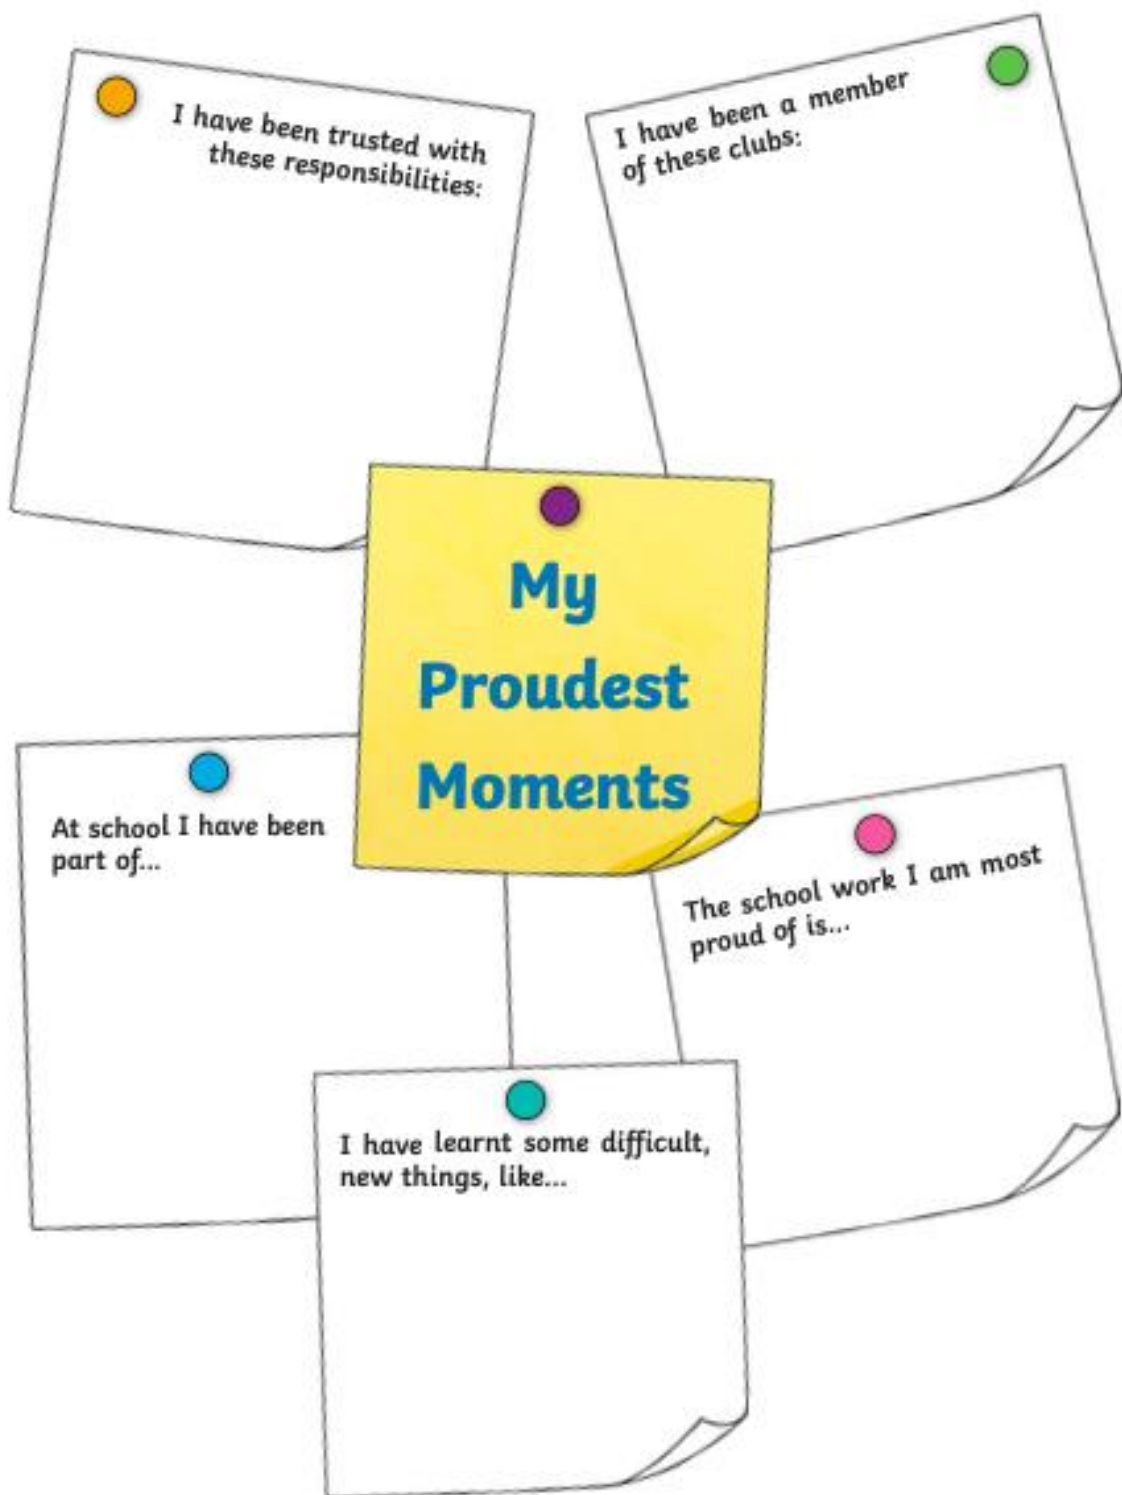 I have been trusted with
these responsibilities:
I have been a member
of these clubs:
My
Proudest
Moments
At school I have been
part of...
The school work I am most
proud of is...
I have learnt some difficult,
new things, like...